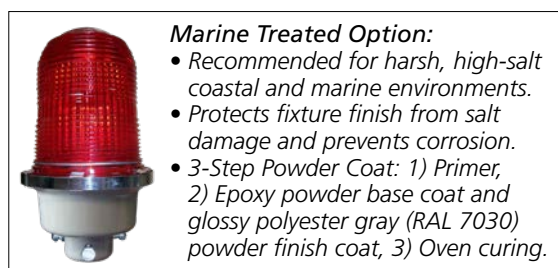 Marine Treated Option:
• Recommended for harsh, high-salt
coastal and marine environments.
• Protects fixture finish from salt
damage and prevents corrosion.
• 3-Step Powder Coat: 1) Primer,
2) Epoxy powder base coat and
glossy polyester gray (RAL 7030)
powder finish coat, 3) Oven curing.